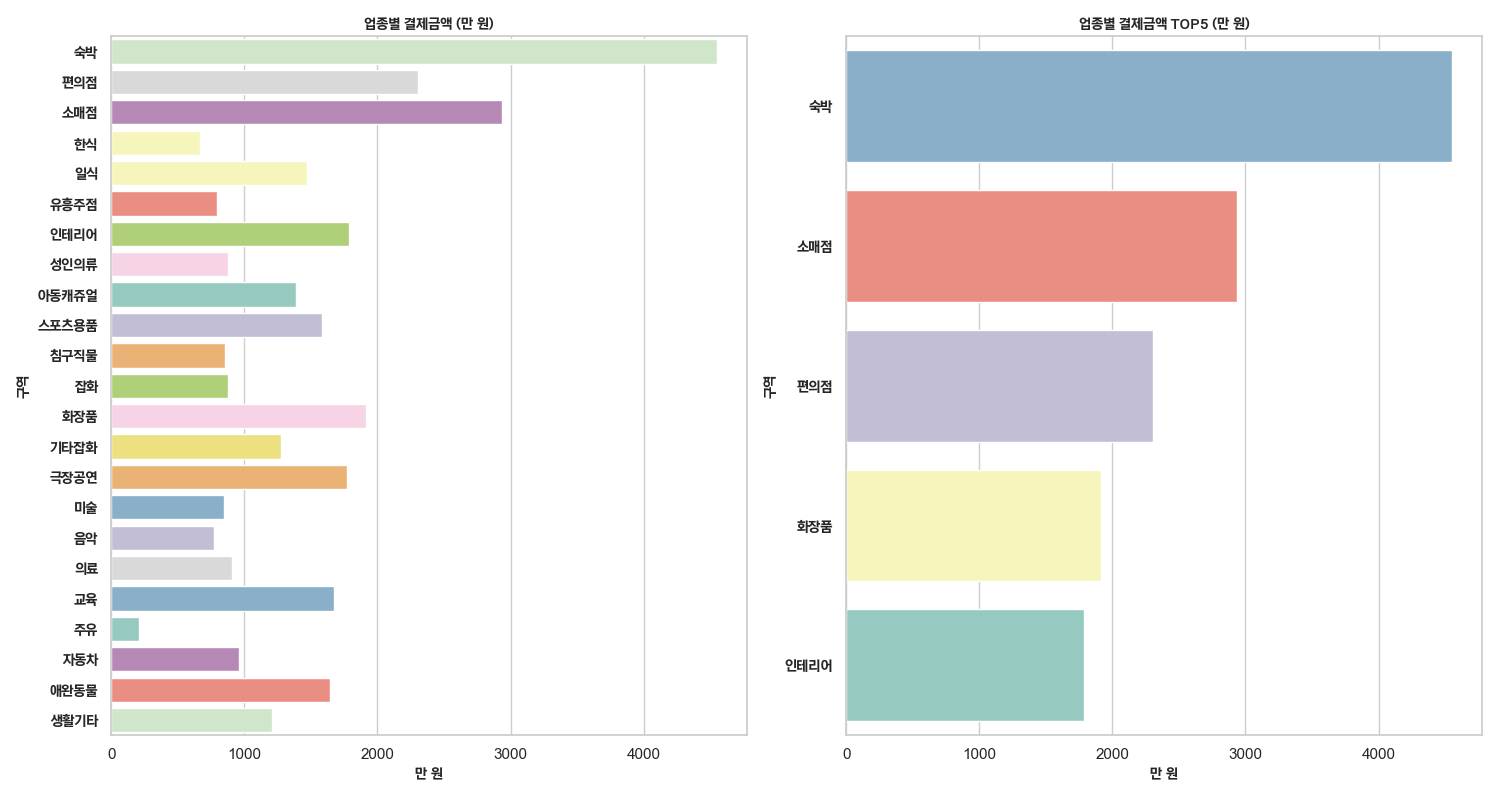 업종별 결제금액 (만 원)
숙박
편의점
소매점
한식
일식
유흥주점
인테리어
성인의류
아동캐쥬얼
스포츠용품
침구직물
잡화
화장품
기타잡화
극장공연
미술
음악
의료
교육
주유
자동차
애완동물
생활기타
구역
0 1000 2000 3000 4000
만 원
업종별 결제금액 TOP5 (만 원)
숙박
소매점
편의점
화장품
인테리어
구역
0 1000 2000 3000 4000
만 원